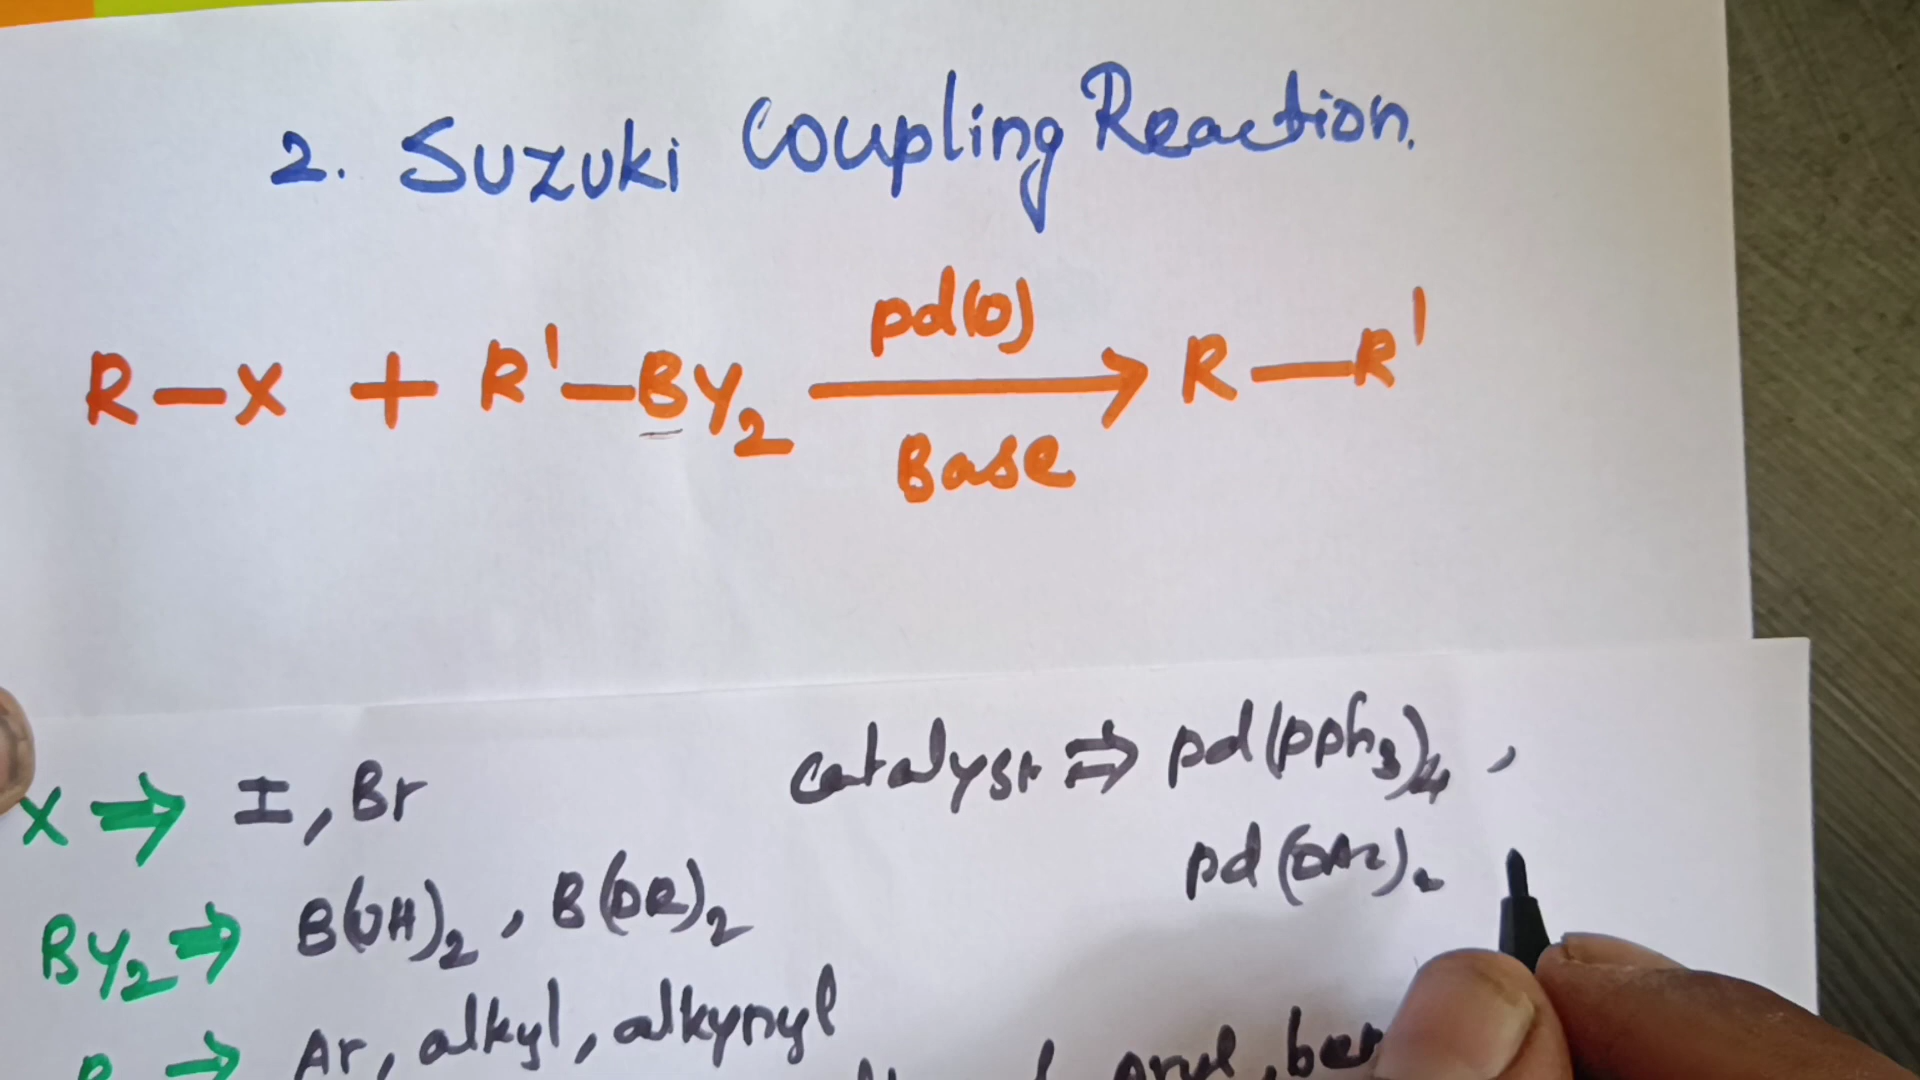 2. Suzuki Coupling Reaction.
R-X + R'-BY2 pd(0) Base → R-R'
X ⇒ I, Br
catalyst ⇒ pd(pph3)4,
pd(OAc)2
BY2 ⇒ B(OH)2, B(OR)2
R ⇒ Ar, alkyl, alkynyl